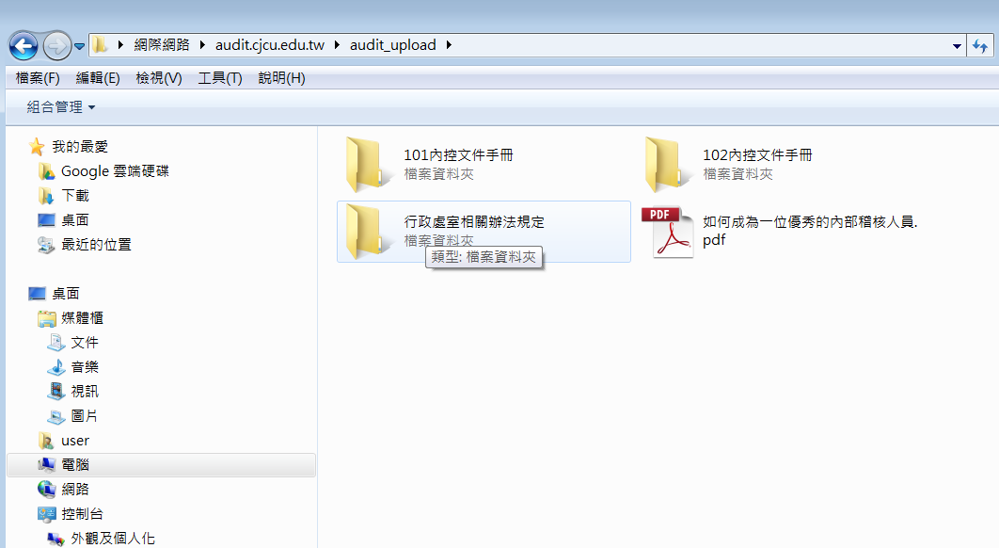 網際網路 audit.cjcu.edu.tw audit_upload
檔案(F) 編輯(E) 檢視(V) 工具(T) 說明(H)
組合管理
我的最愛
Google 雲端硬碟
下載
桌面
最近的位置
桌面
媒體櫃
文件
音樂
視訊
圖片
user
電腦
網路
控制台
外觀及個人化
101內控文件手冊
檔案資料夾
102內控文件手冊
檔案資料夾
行政處室相關辦法規定
檔案資料夾
類型: 檔案資料夾
PDF
如何成為一位優秀的內部稽核人員.
pdf